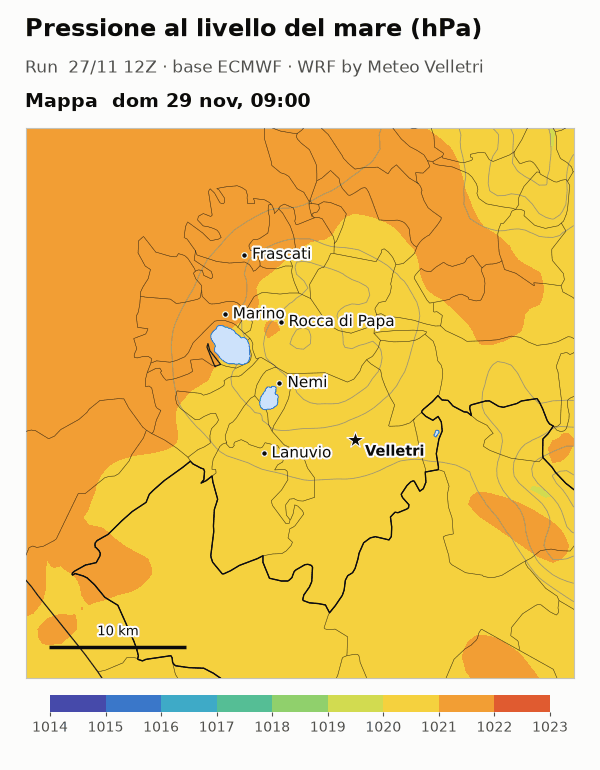 Pressione al livello del mare (hPa)
Run  27/11 12Z · base ECMWF · WRF by Meteo Velletri
Mappa  dom 29 nov, 09:00
Frascati
Marino
Rocca di Papa
Nemi
Velletri
Lanuvio
10 km
1014 1015 1016 1017 1018 1019 1020 1021 1022 1023